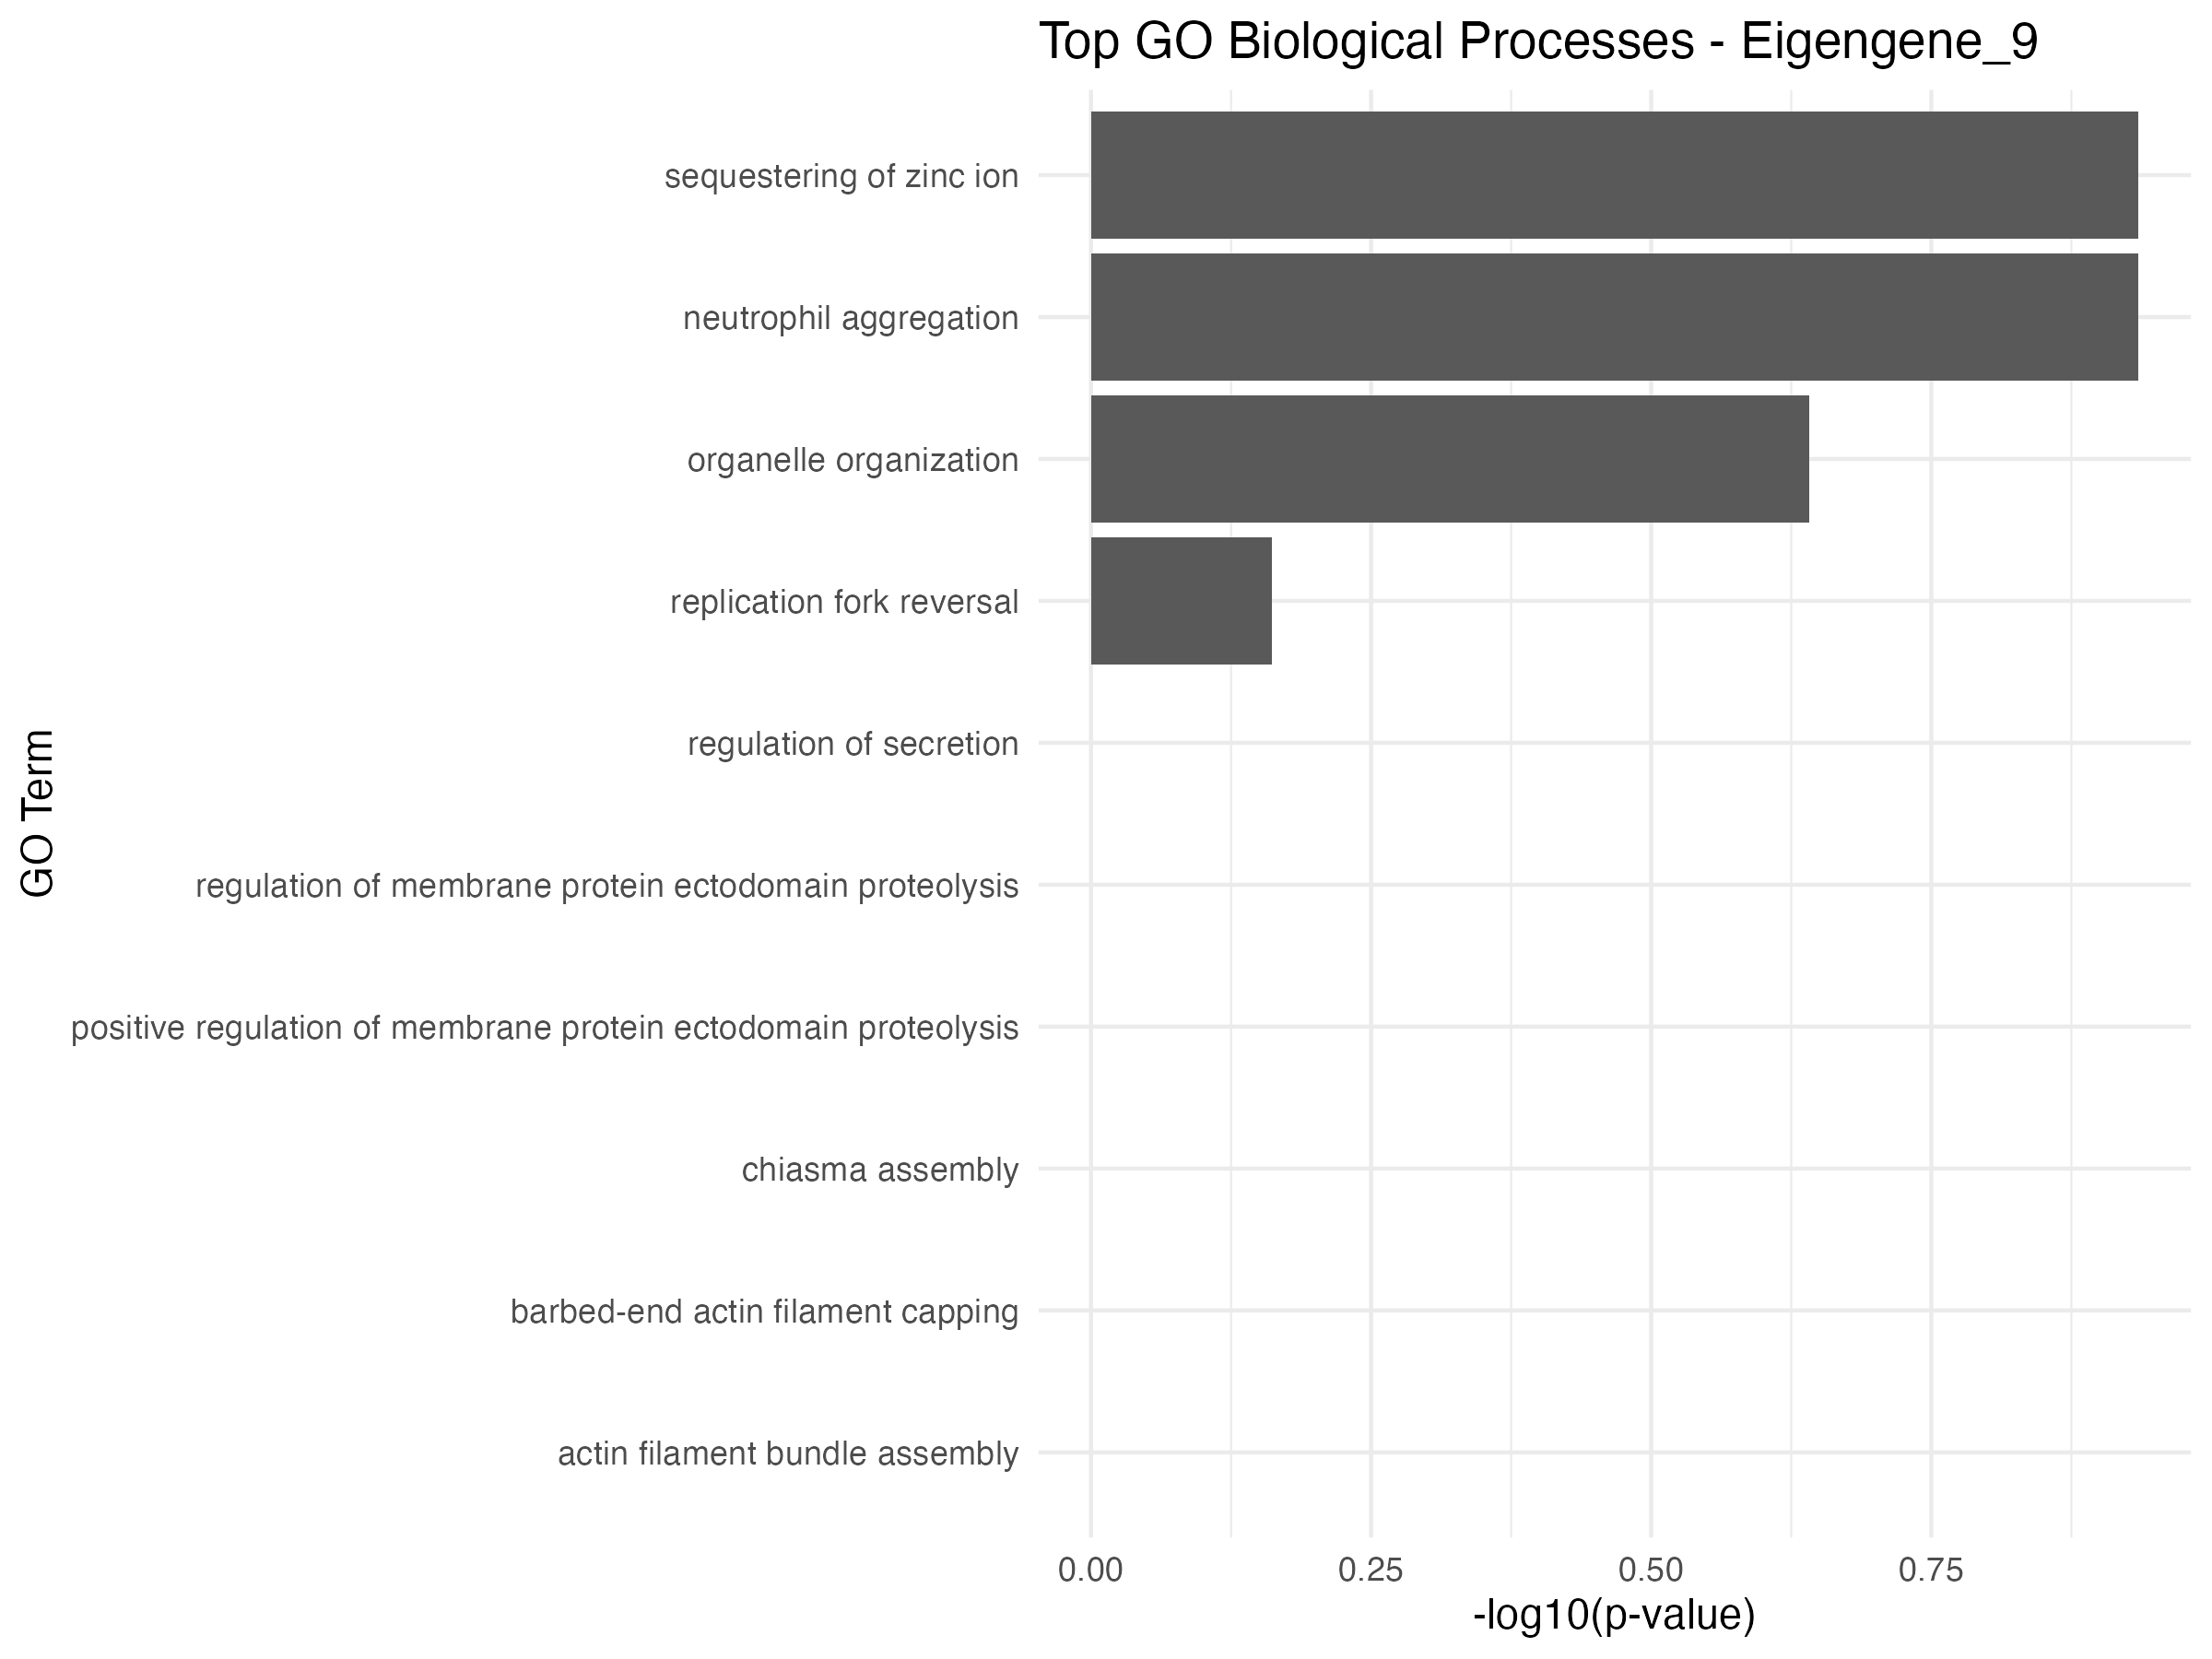 Top GO Biological Processes - Eigengene_9
sequestering of zinc ion
neutrophil aggregation
organelle organization
replication fork reversal
regulation of secretion
regulation of membrane protein ectodomain proteolysis
positive regulation of membrane protein ectodomain proteolysis
chiasma assembly
barbed-end actin filament capping
actin filament bundle assembly
GO Term
0.00 0.25 0.50 0.75
-log10(p-value)